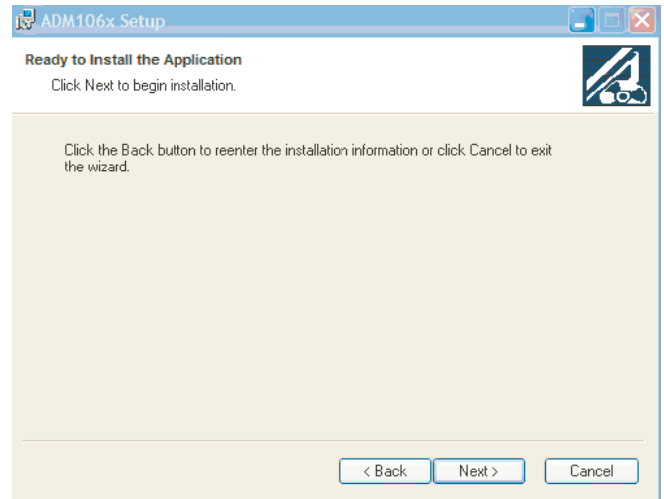 ADM106x Setup
Ready to Install the Application
Click Next to begin installation.
Click the Back button to reenter the installation information or click Cancel to exit
the wizard.
< Back
Next >
Cancel